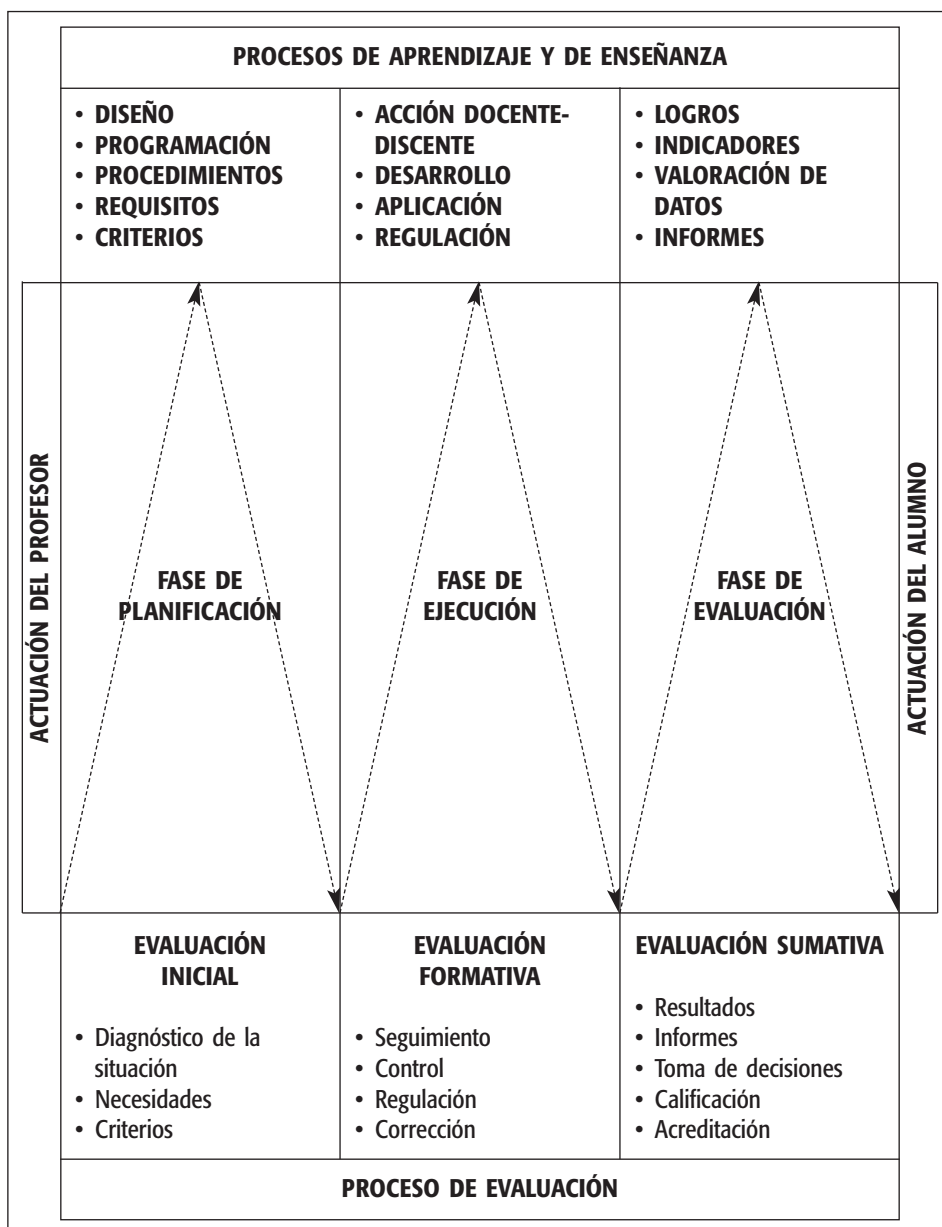 PROCESOS DE APRENDIZAJE Y DE ENSEÑANZA
• DISEÑO
• PROGRAMACIÓN
• PROCEDIMIENTOS
• REQUISITOS
• CRITERIOS
• ACCIÓN DOCENTE-
DISCENTE
• DESARROLLO
• APLICACIÓN
• REGULACIÓN
• LOGROS
• INDICADORES
• VALORACIÓN DE
DATOS
• INFORMES
ACTUACIÓN DEL PROFESOR
FASE DE
PLANIFICACIÓN
FASE DE
EJECUCIÓN
FASE DE
EVALUACIÓN
ACTUACIÓN DEL ALUMNO
EVALUACIÓN
INICIAL
• Diagnóstico de la
situación
• Necesidades
• Criterios
EVALUACIÓN
FORMATIVA
• Seguimiento
• Control
• Regulación
• Corrección
EVALUACIÓN SUMATIVA
• Resultados
• Informes
• Toma de decisiones
• Calificación
• Acreditación
PROCESO DE EVALUACIÓN